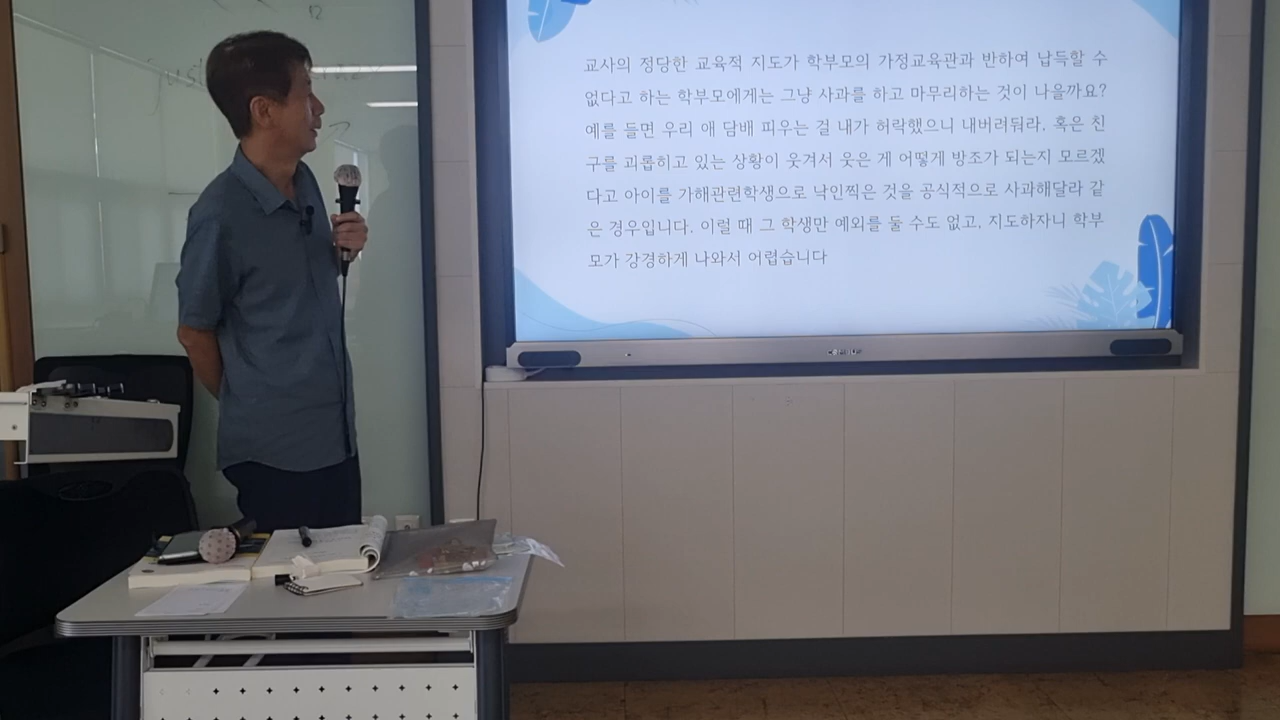 교사의 정당한 교육적 지도가 학부모의 가정교육관과 반하여 납득할 수
없다고 하는 학부모에게는 그냥 사과를 하고 마무리하는 것이 나을까요?
예를 들면 우리 애 담배 피우는 걸 내가 허락했으니 내버려둬라, 혹은 친
구를 괴롭히고 있는 상황이 웃겨서 웃은 게 어떻게 방조가 되는지 모르겠
다고 아이를 가해관련학생으로 낙인찍은 것을 공식적으로 사과해달라 같
은 경우입니다. 이럴 때 그 학생만 예외를 둘 수도 없고, 지도하자니 학부
모가 강경하게 나와서 어렵습니다